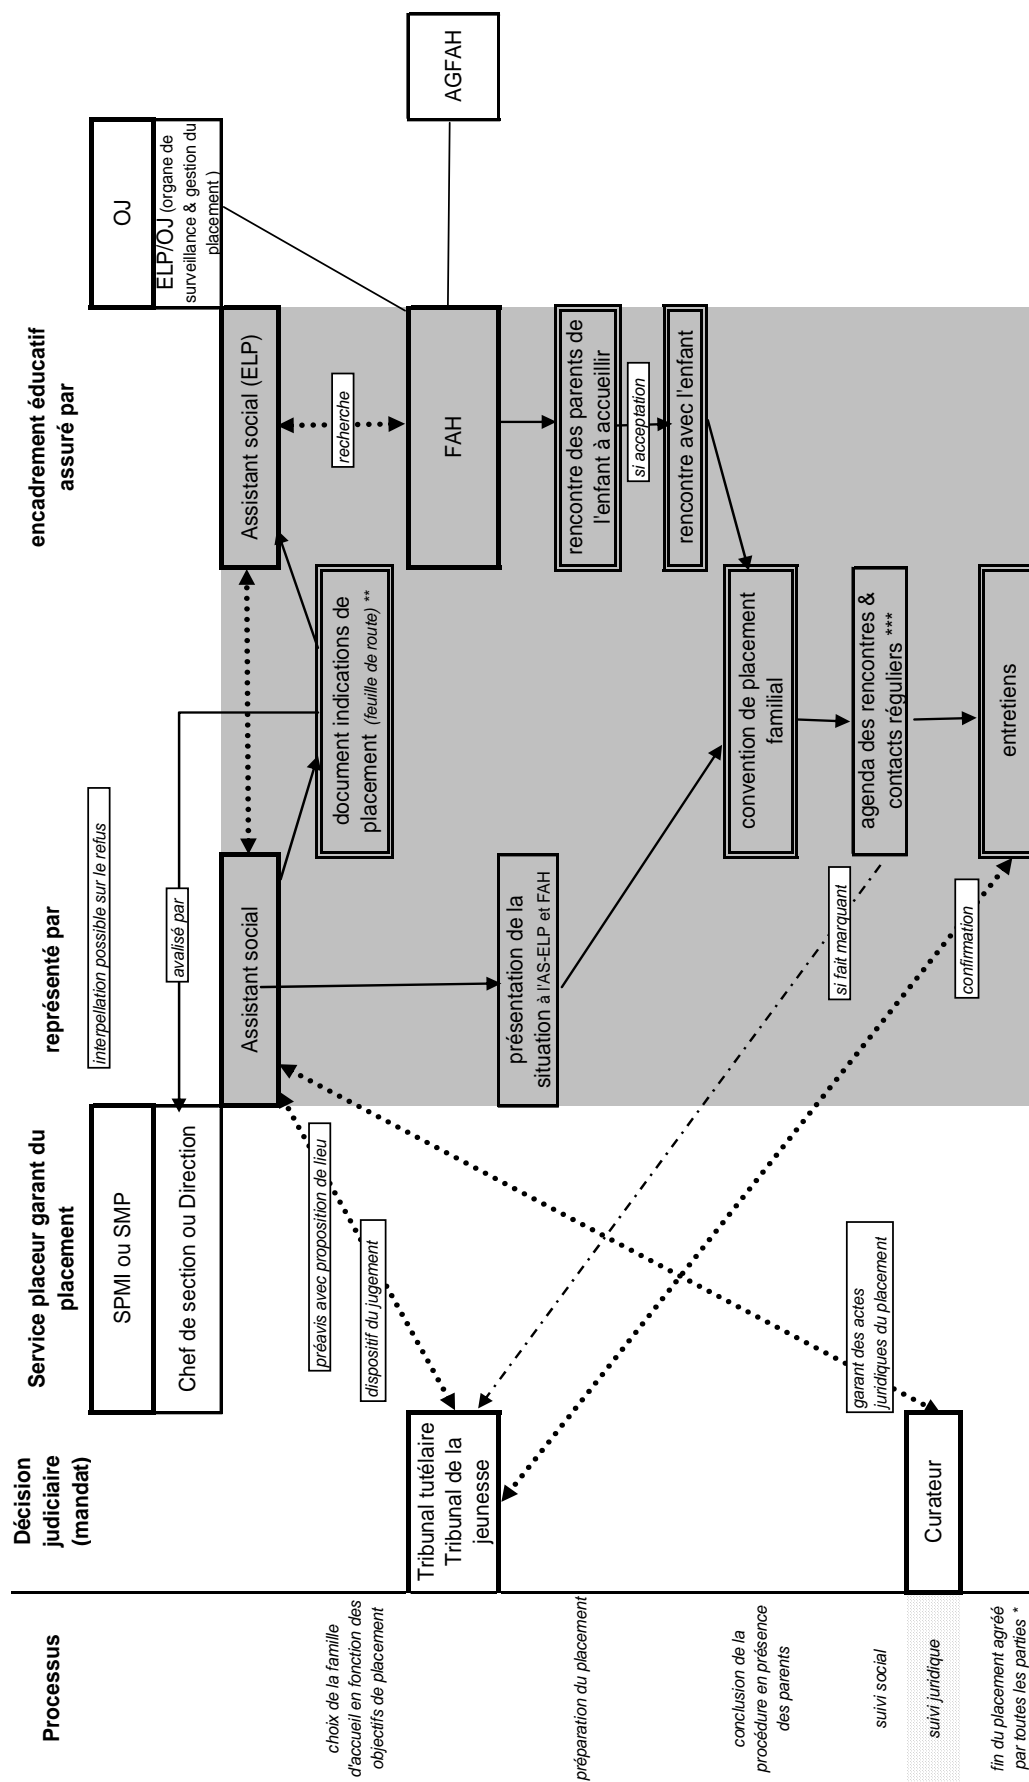 Processus
Décision
judiciaire
(mandat)
Service placeur garant du
placement
représenté par
encadrement éducatif
assuré par
SPMI ou SMP
Chef de section ou Direction
interpellation possible sur le refus
avalisé par
OJ
ELP/OJ (organe de
surveillance & gestion du
placement )
Assistant social
Assistant social (ELP)
choix de la famille
d'accueil en fonction des
objectifs de placement
préavis avec proposition de lieu
dispositif du jugement
document indications de
placement (feuille de route) **
recherche
Tribunal tutélaire
Tribunal de la
jeunesse
FAH
AGFAH
préparation du placement
présentation de la
situation à l'AS-ELP et FAH
rencontre des parents de
l'enfant à accueillir
si acceptation
rencontre avec l'enfant
conclusion de la
procédure en présence
des parents
convention de placement
familial
suivi social
garant des actes
juridiques du placement
si fait marquant
agenda des rencontres &
contacts réguliers ***
suivi juridique
Curateur
confirmation
fin du placement agréé
par toutes les parties *
entretiens